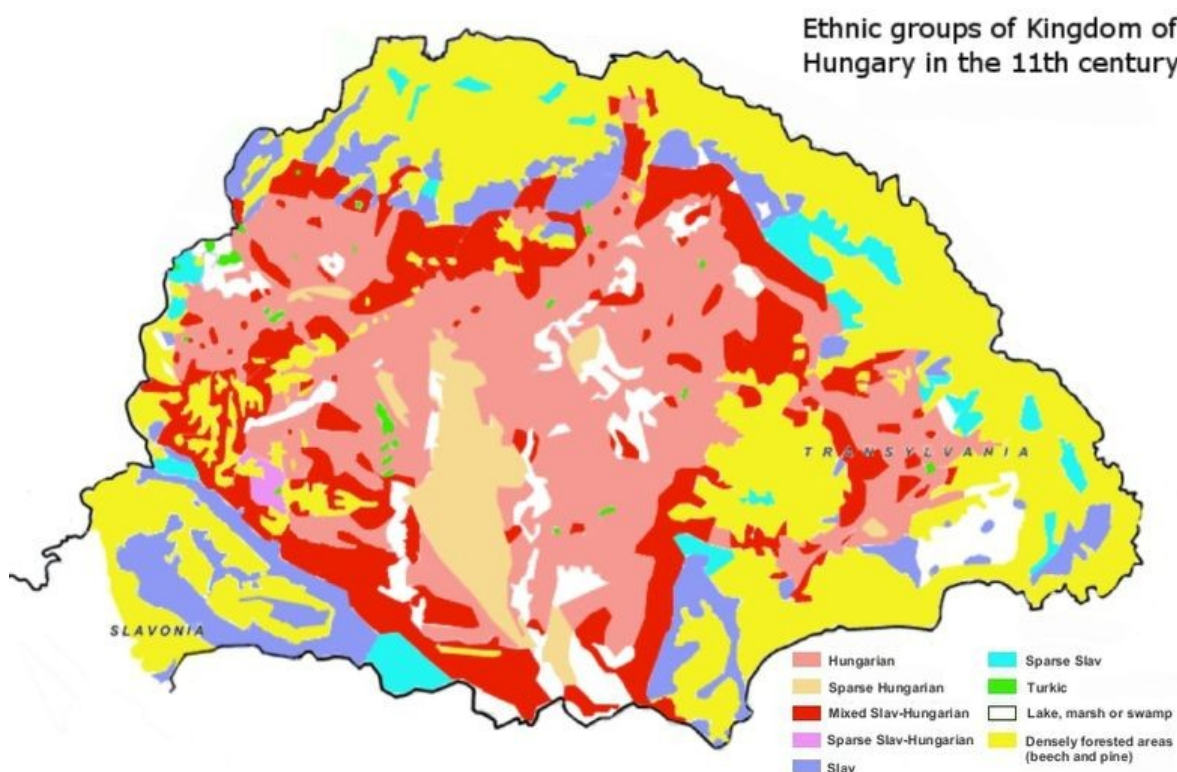 Ethnic groups of Kingdom of
Hungary in the 11th century
TRANSYLVANIA
SLAVONIA
Hungarian
Sparse Hungarian
Mixed Slav-Hungarian
Sparse Slav-Hungarian
Slav
Sparse Slav
Turkic
Lake, marsh or swamp
Densely forested areas
(beech and pine)